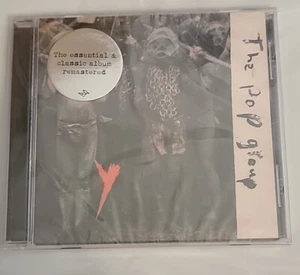 The essential &
classic album
remastered
The PoP group
Y